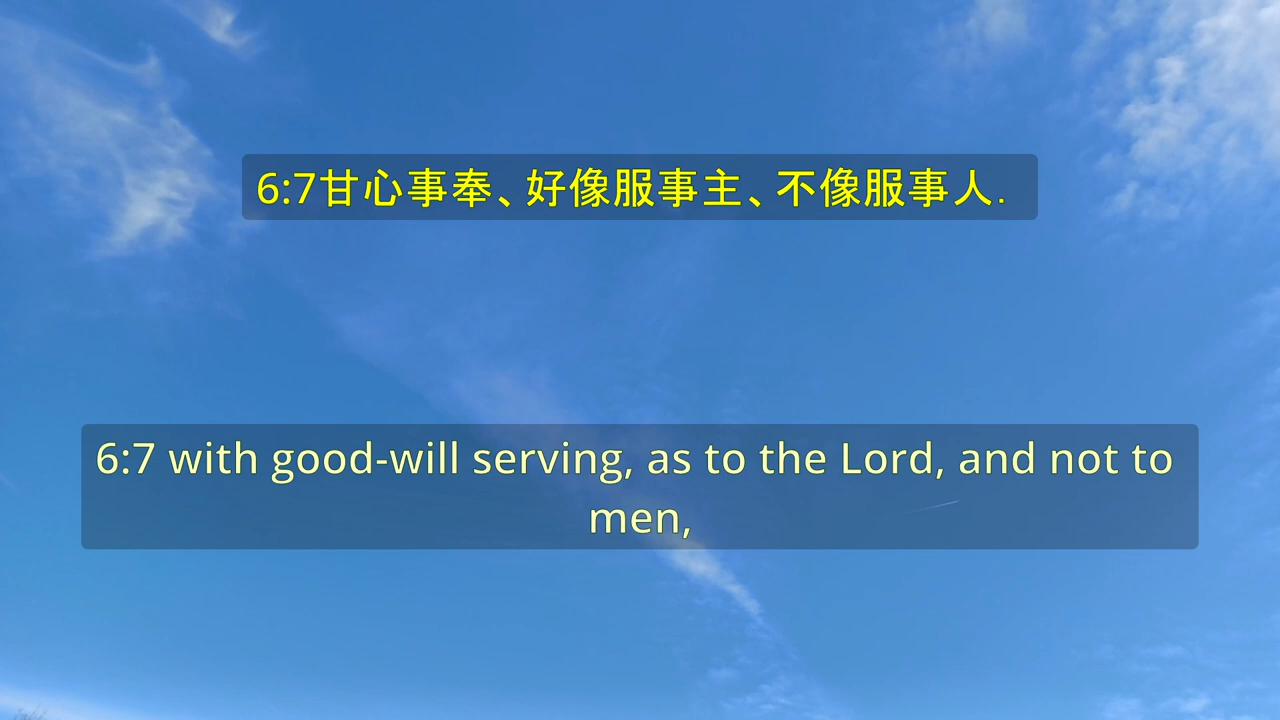 6:7甘心事奉、好像服事主、不像服事人.
6:7 with good-will serving, as to the Lord, and not to
men,